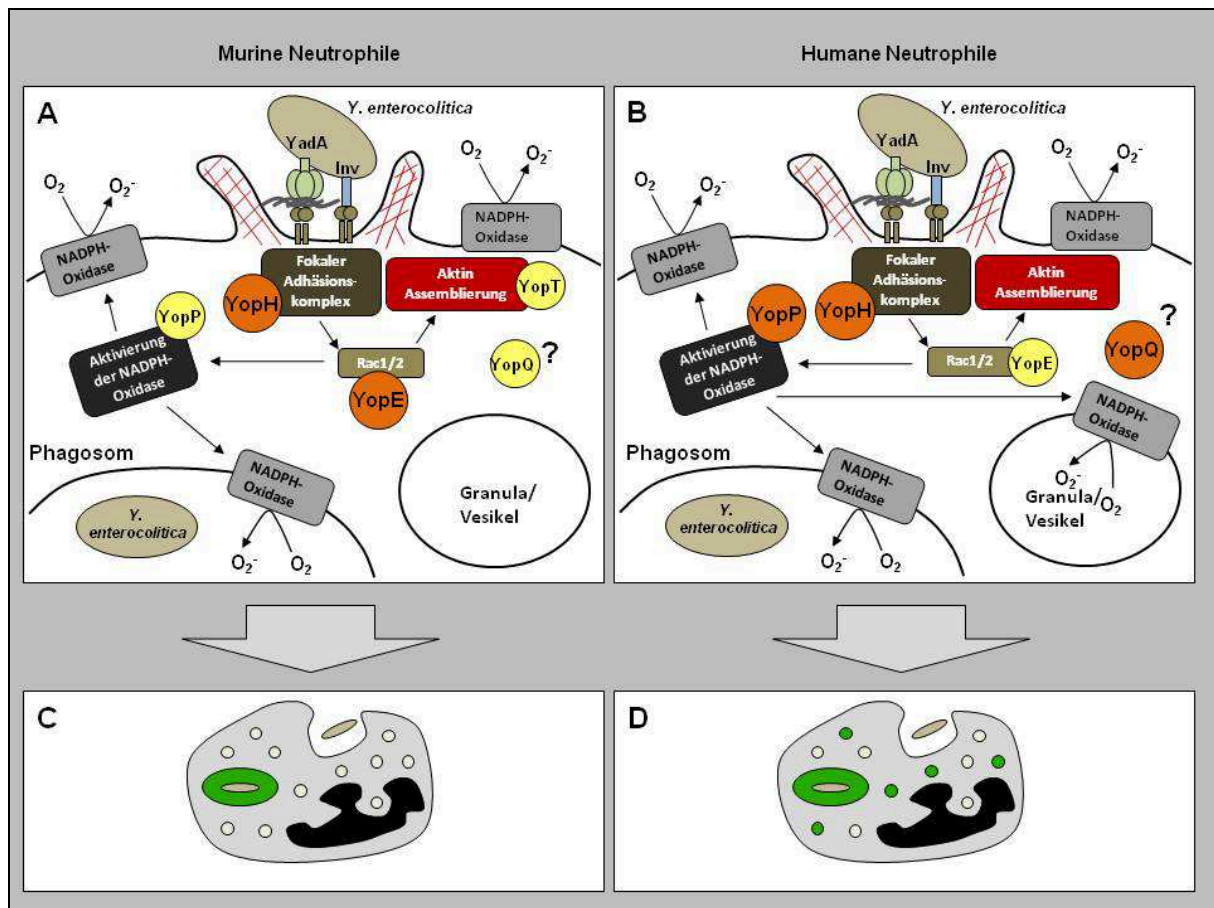 Murine Neutrophile
Humane Neutrophile
A
Y. enterocolitica
YadA
Inv
O₂
O₂⁻
O₂
O₂⁻
NADPH-
Oxidase
NADPH-
Oxidase
Fokaler
Adhäsions-
komplex
Aktin
Assemblierung
YopH
YopT
YopP
Aktivierung
der NADPH-
Oxidase
Rac1/2
YopE
YopQ
?
Phagosom
NADPH-
Oxidase
Y.
enterocolitica
O₂⁻
O₂
Granula/
Vesikel
B
Y. enterocolitica
YadA
Inv
O₂
O₂⁻
O₂
O₂⁻
NADPH-
Oxidase
NADPH-
Oxidase
Fokaler
Adhäsions-
komplex
Aktin
Assemblierung
YopP
YopH
Aktivierung
der NADPH-
Oxidase
Rac1/2
YopE
YopQ
?
NADPH-
Oxidase
Phagosom
NADPH-
Oxidase
Y.
enterocolitica
O₂⁻
O₂
O₂⁻
Granula/
O₂
Vesikel
C
D